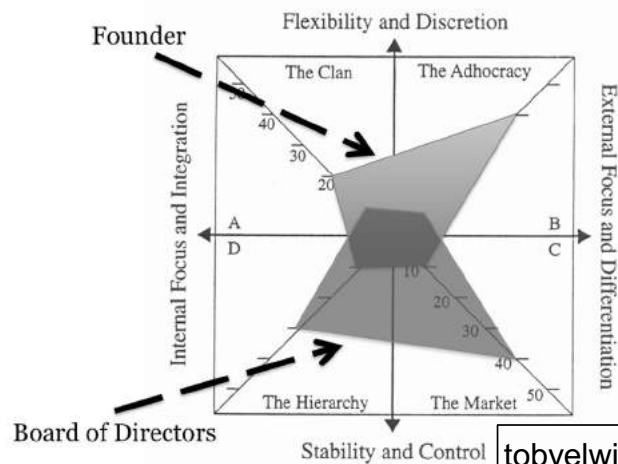 Flexibility and Discretion
Founder
The Clan
The Adhocracy
50
40
30
20
Internal Focus and Integration
External Focus and Differentiation
A
B
D
C
10
20
30
40
50
The Hierarchy
The Market
Board of Directors
Stability and Control